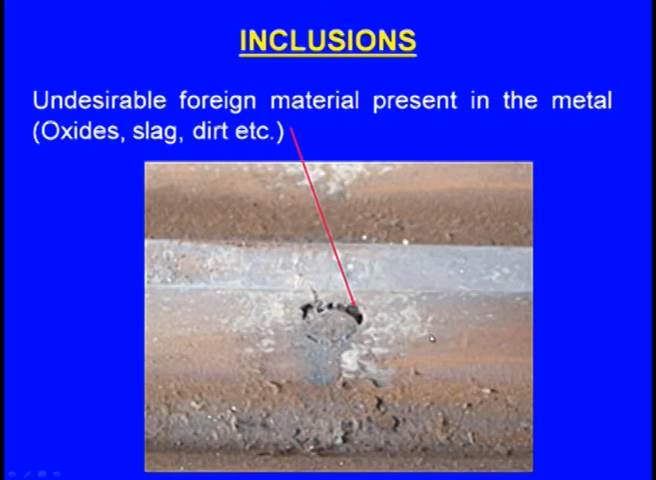 INCLUSIONS
Undesirable foreign material present in the metal
(Oxides, slag, dirt etc.)